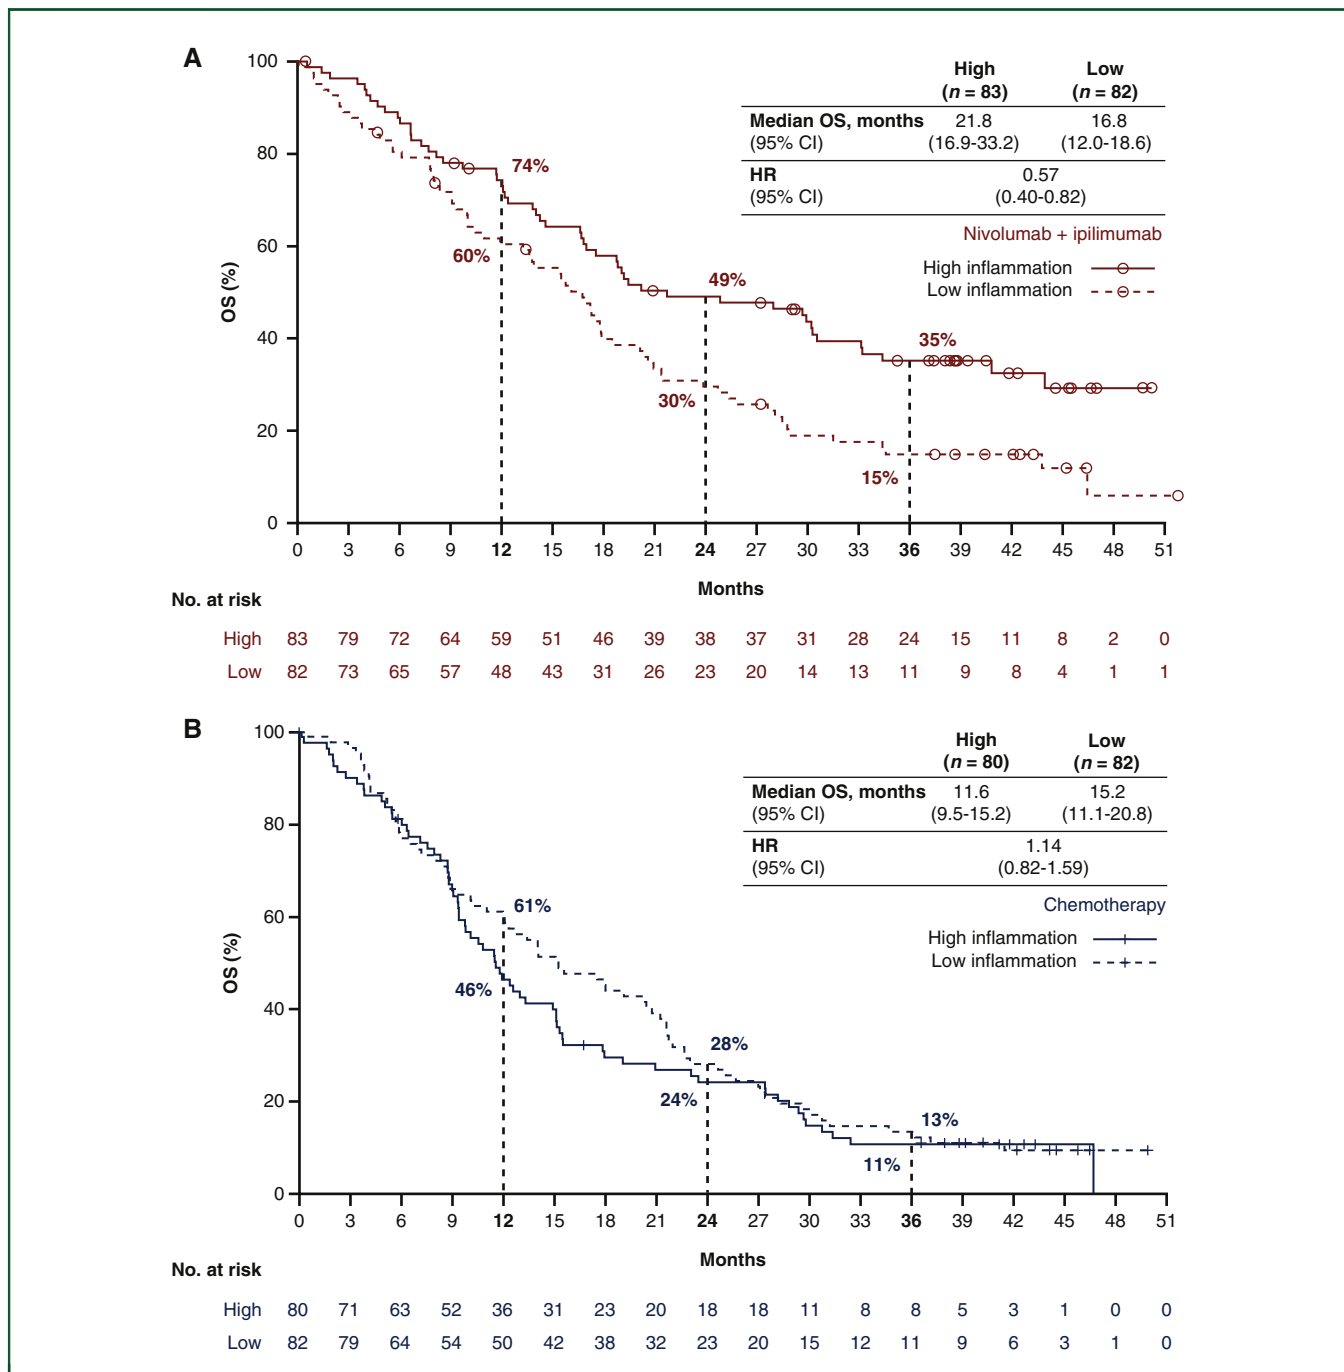 A
High Low
(n = 83) (n = 82)
Median OS, months 21.8 16.8
(95% CI) (16.9-33.2) (12.0-18.6)
HR 0.57
(95% CI) (0.40-0.82)
Nivolumab + ipilimumab
High inflammation
Low inflammation
OS (%)
100
80
60
40
20
0
74%
60%
49%
30%
35%
15%
0 3 6 9 12 15 18 21 24 27 30 33 36 39 42 45 48 51
Months
No. at risk
High 83 79 72 64 59 51 46 39 38 37 31 28 24 15 11 8 2 0
Low 82 73 65 57 48 43 31 26 23 20 14 13 11 9 8 4 1 1
B
High Low
(n = 80) (n = 82)
Median OS, months 11.6 15.2
(95% CI) (9.5-15.2) (11.1-20.8)
HR 1.14
(95% CI) (0.82-1.59)
Chemotherapy
High inflammation
Low inflammation
OS (%)
100
80
60
40
20
0
61%
46%
28%
24%
13%
11%
0 3 6 9 12 15 18 21 24 27 30 33 36 39 42 45 48 51
Months
No. at risk
High 80 71 63 52 36 31 23 20 18 18 11 8 8 5 3 1 0 0
Low 82 79 64 54 50 42 38 32 23 20 15 12 11 9 6 3 1 0